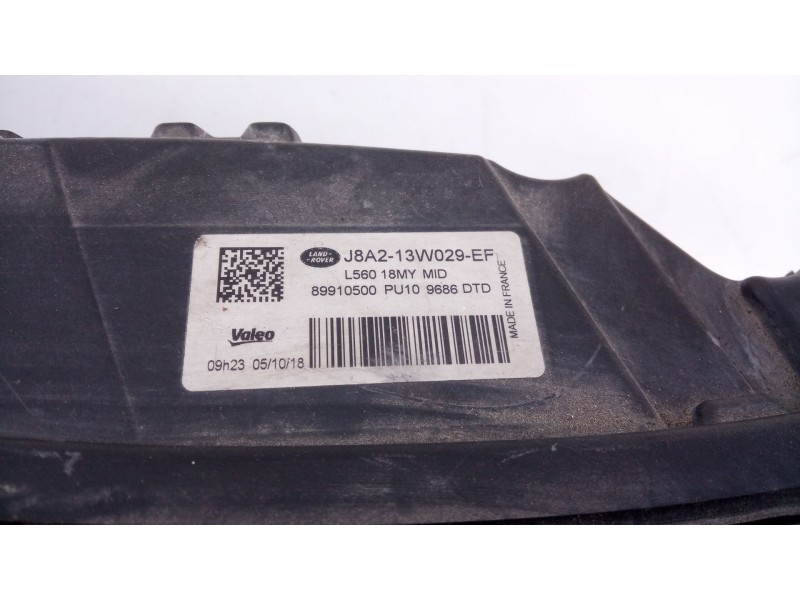 LAND-
ROVER
J8A2-13W029-EF
L560 18MY MID
89910500 PU10 9686 DTD
MADE IN FRANCE
Valeo
09h23 05/10/18